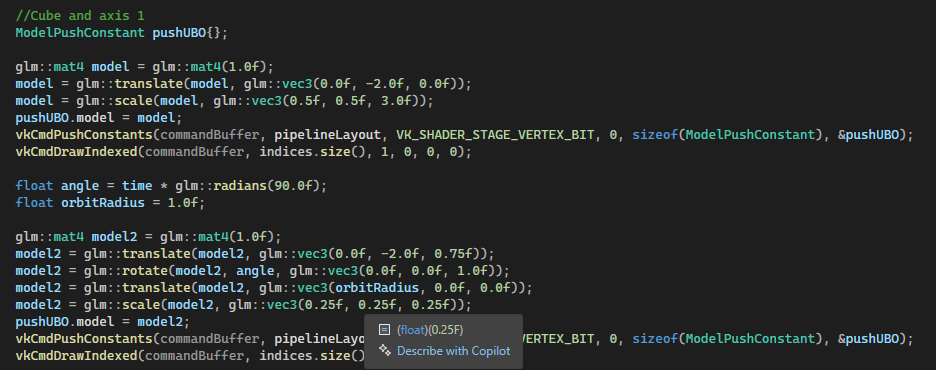 //Cube and axis 1
ModelPushConstant pushUBO{};
glm::mat4 model = glm::mat4(1.0f);
model = glm::translate(model, glm::vec3(0.0f, -2.0f, 0.0f));
model = glm::scale(model, glm::vec3(0.5f, 0.5f, 3.0f));
pushUBO.model = model;
vkCmdPushConstants(commandBuffer, pipelineLayout, VK_SHADER_STAGE_VERTEX_BIT, 0, sizeof(ModelPushConstant), &pushUBO);
vkCmdDrawIndexed(commandBuffer, indices.size(), 1, 0, 0, 0);
float angle = time * glm::radians(90.0f);
float orbitRadius = 1.0f;
glm::mat4 model2 = glm::mat4(1.0f);
model2 = glm::translate(model2, glm::vec3(0.0f, -2.0f, 0.75f));
model2 = glm::rotate(model2, angle, glm::vec3(0.0f, 0.0f, 1.0f));
model2 = glm::translate(model2, glm::vec3(orbitRadius, 0.0f, 0.0f));
model2 = glm::scale(model2, glm::vec3(0.25f, 0.25f, 0.25f));
pushUBO.model = model2;
(float)(0.25F)
vkCmdPushConstants(commandBuffer, pipelineLayo VERTEX_BIT, 0, sizeof(ModelPushConstant), &pushUBO);
Describe with Copilot
vkCmdDrawIndexed(commandBuffer, indices.size()